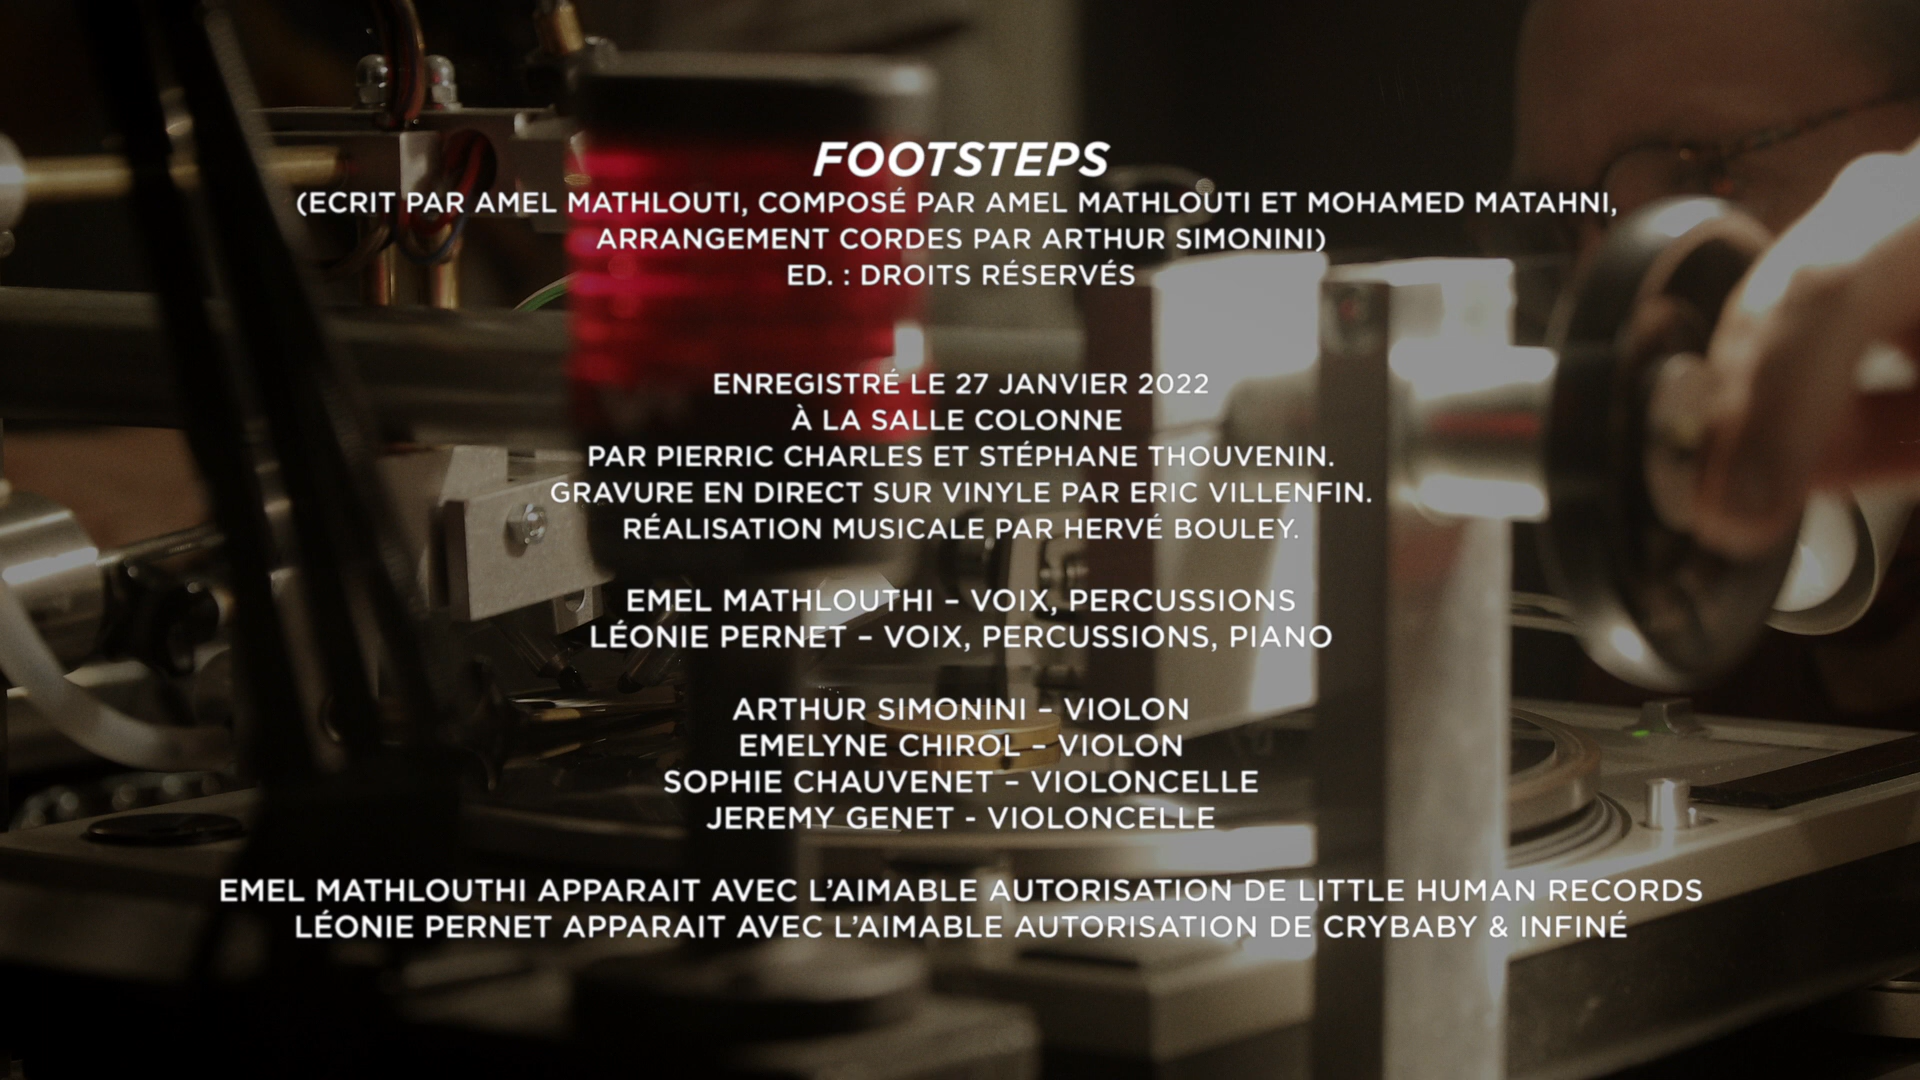 FOOTSTEPS
(ECRIT PAR AMEL MATHLOUTI, COMPOSÉ PAR AMEL MATHLOUTI ET MOHAMED MATAHNI,
ARRANGEMENT CORDES PAR ARTHUR SIMONINI)
ED. : DROITS RÉSERVÉS
ENREGISTRÉ LE 27 JANVIER 2022
À LA SALLE COLONNE
PAR PIERRIC CHARLES ET STÉPHANE THOUVENIN.
GRAVURE EN DIRECT SUR VINYLE PAR ERIC VILLENFIN.
RÉALISATION MUSICALE PAR HERVÉ BOULEY.
EMEL MATHLOUTHI – VOIX, PERCUSSIONS
LÉONIE PERNET – VOIX, PERCUSSIONS, PIANO
ARTHUR SIMONINI – VIOLON
EMELYNE CHIROL – VIOLON
SOPHIE CHAUVENET – VIOLONCELLE
JEREMY GENET - VIOLONCELLE
EMEL MATHLOUTHI APPARAIT AVEC L’AIMABLE AUTORISATION DE LITTLE HUMAN RECORDS
LÉONIE PERNET APPARAIT AVEC L’AIMABLE AUTORISATION DE CRYBABY & INFINÉ